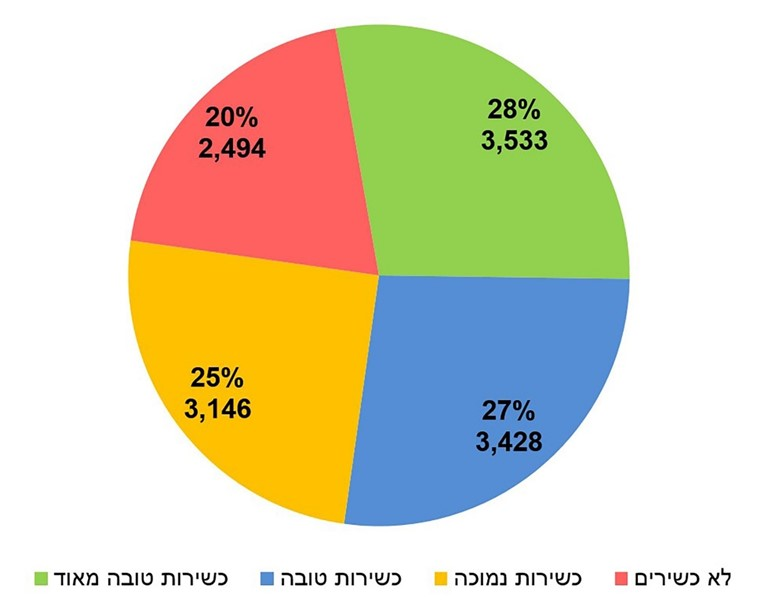 28%
3,533
20%
2,494
25%
3,146
27%
3,428
כשירות טובה מאוד
כשירות טובה
כשירות נמוכה
לא כשירים